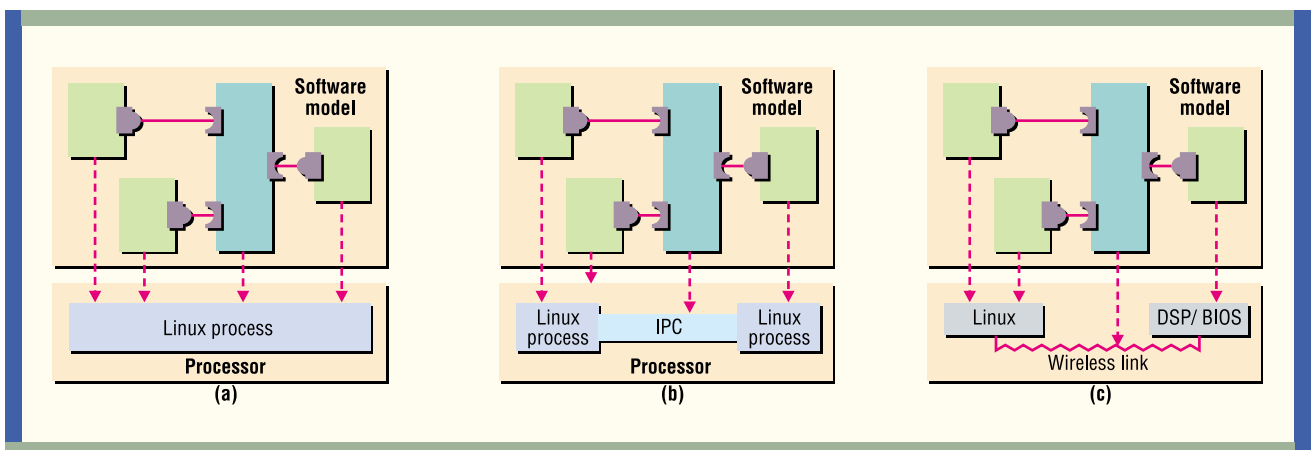 Software
model
Linux process
Processor
(a)
Software
model
Linux
process
IPC
Linux
process
Processor
(b)
Software
model
Linux
DSP/ BIOS
Wireless link
(c)